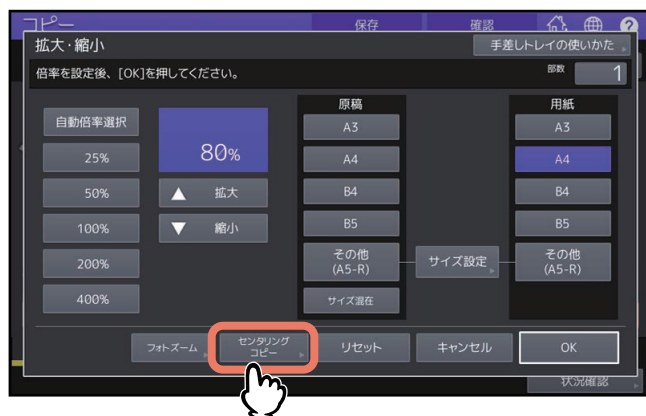 コピー 保存 確認 ?
拡大・縮小 手差しトレイの使いかた
倍率を設定後、[OK]を押してください。 部数 1
原稿 用紙
自動倍率選択 80% A3 A3
25% A4 A4
50% 拡大 B4 B4
100% 縮小 B5 B5
200% その他 サイズ設定 その他
(A5-R) (A5-R)
400% サイズ混在
フォトズーム センタリング リセット キャンセル OK
コピー
状況確認